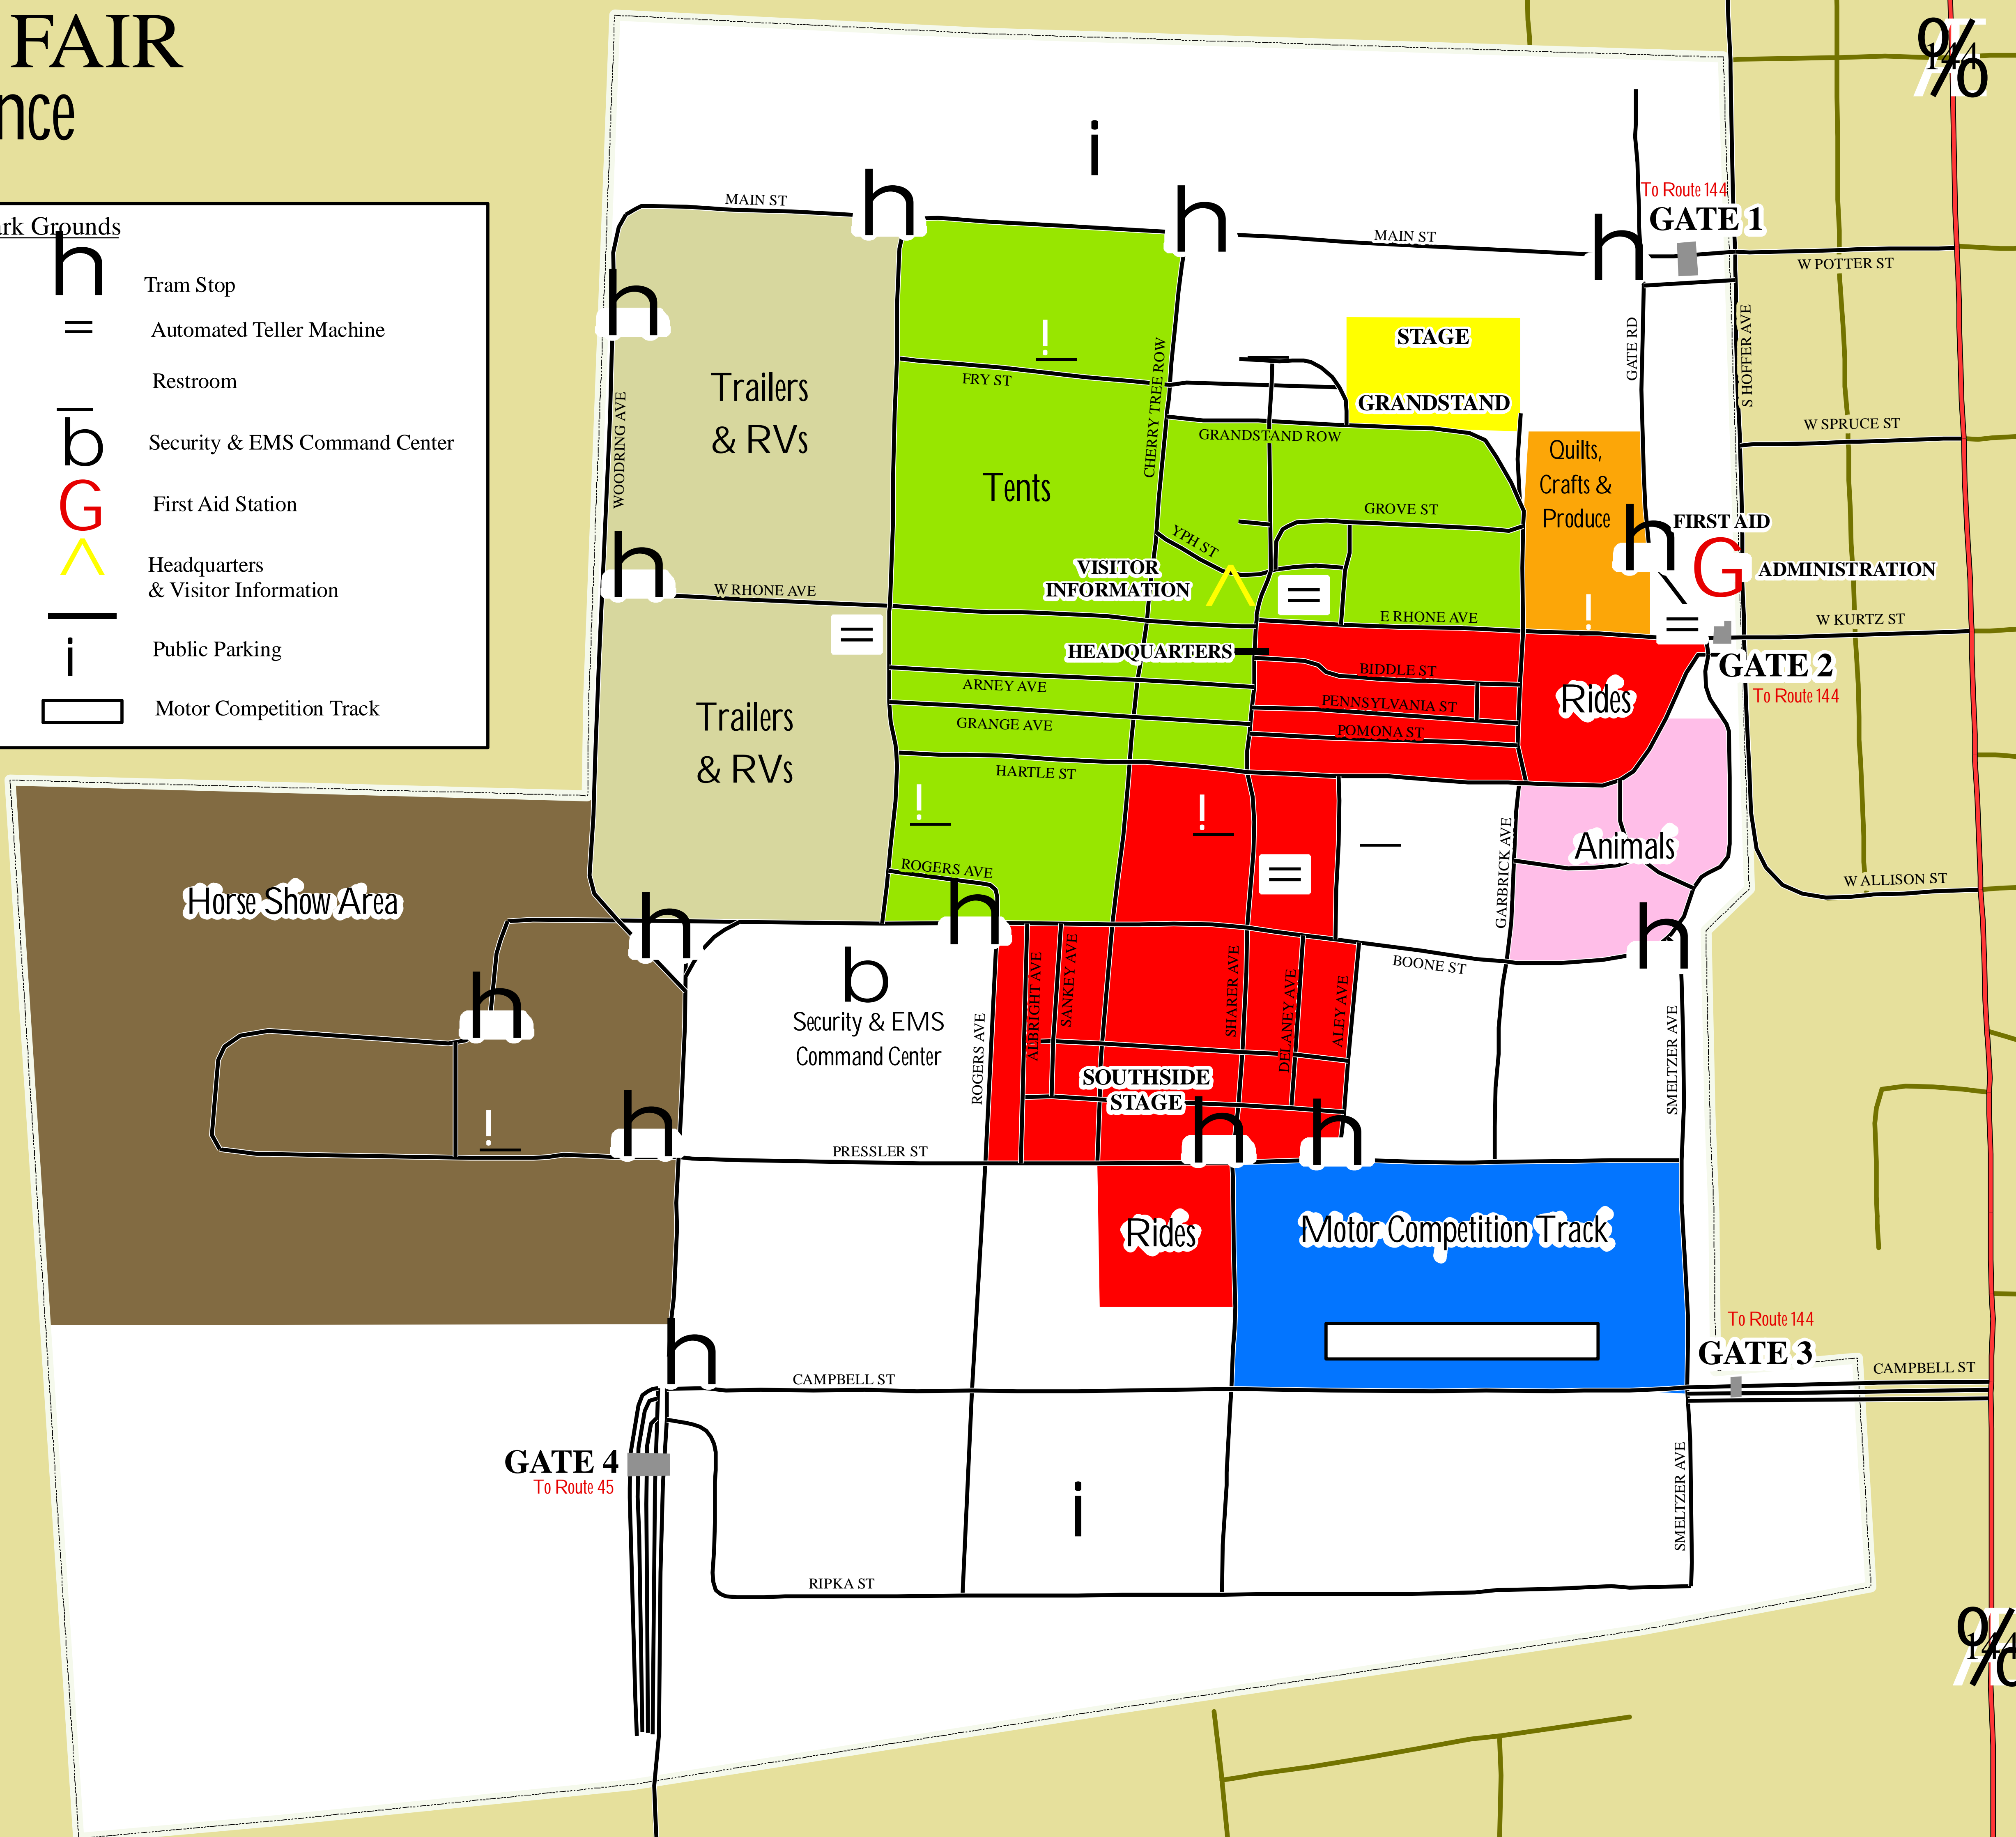 FAIR
nce
rk Grounds
h
Tram Stop
=
Automated Teller Machine
Restroom
b
Security & EMS Command Center
G
First Aid Station
^
Headquarters
& Visitor Information
i
Public Parking
Motor Competition Track
%
144
i
MAIN ST
h
h
MAIN ST
h
To Route 144
GATE 1
W POTTER ST
h
WOODRING AVE
Trailers
& RVs
!
FRY ST
CHERRY TREE ROW
STAGE
GRANDSTAND
GATE RD
S HOFFER AVE
W SPRUCE ST
GRANDSTAND ROW
Quilts,
Crafts &
Produce
Tents
GROVE ST
YPH ST
h
FIRST AID
G
ADMINISTRATION
h
VISITOR
INFORMATION
^
=
W RHONE AVE
E RHONE AVE
!
=
W KURTZ ST
=
HEADQUARTERS
BIDDLE ST
GATE 2
To Route 144
ARNEY AVE
PENNSYLVANIA ST
Rides
GRANGE AVE
POMONA ST
Trailers
& RVs
HARTLE ST
!
!
GARBRICK AVE
Animals
ROGERS AVE
=
W ALLISON ST
Horse Show Area
h
h
h
BOONE ST
b
Security & EMS
Command Center
h
ROGERS AVE
ALBRIGHT AVE
SANKEY AVE
SHARER AVE
DELANEY AVE
ALEY AVE
SMELTZER AVE
SOUTHSIDE
STAGE
!
h
h
h
PRESSLER ST
Rides
Motor Competition Track
To Route 144
GATE 3
h
CAMPBELL ST
CAMPBELL ST
GATE 4
To Route 45
i
SMELTZER AVE
RIPKA ST
%
144